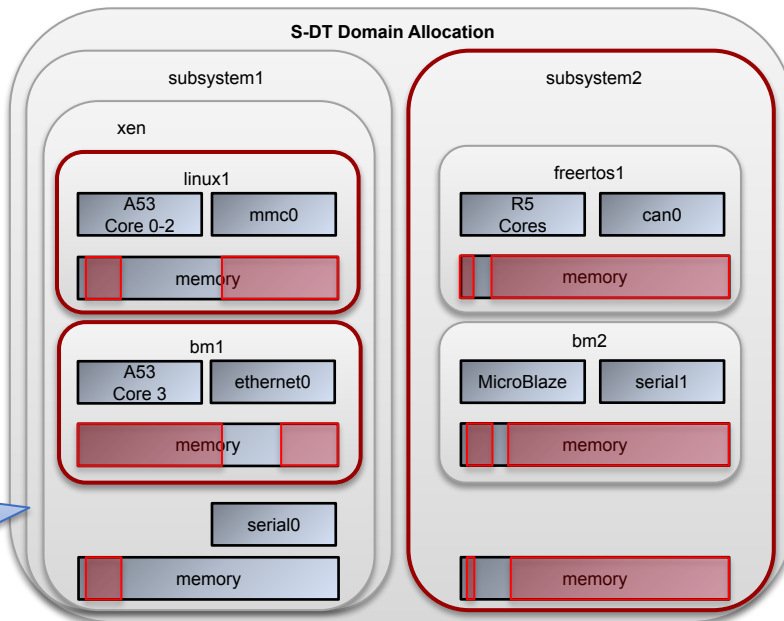 S-DT Domain Allocation
subsystem1
xen
linux1
A53
Core 0-2
mmc0
memory
bm1
A53
Core 3
ethernet0
memory
serial0
memory
subsystem2
freertos1
R5
Cores
can0
memory
bm2
MicroBlaze
serial1
memory
memory